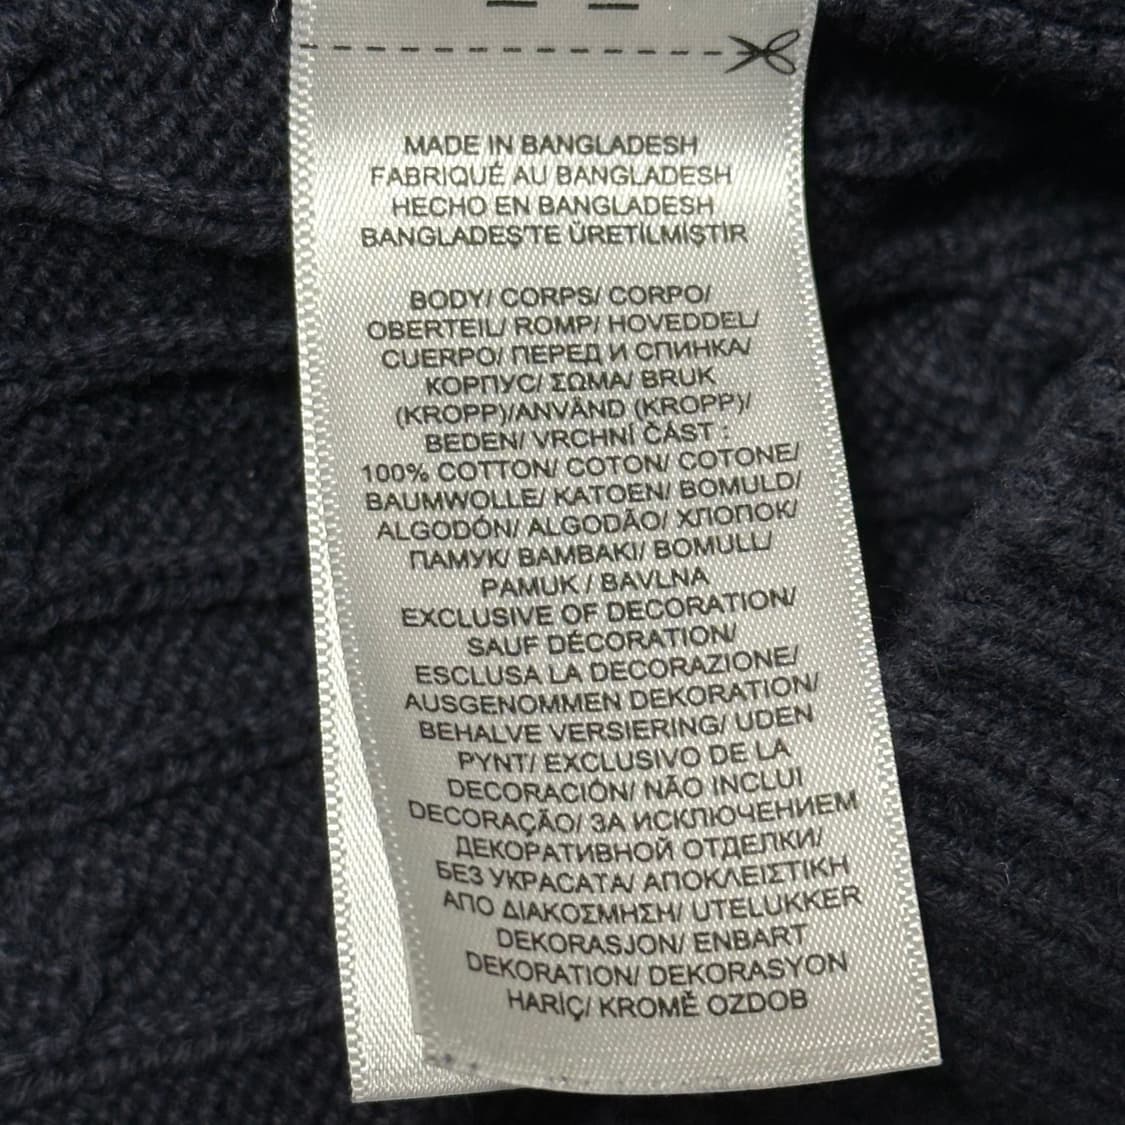 MADE IN BANGLADESH
FABRIQUÉ AU BANGLADESH
HECHO EN BANGLADESH
BANGLADEŞ'TE ÜRETİLMİŞTİR
BODY/ CORPS/ CORPO/
OBERTEIL/ ROMP/ HOVEDDEL/
CUERPO/ ПЕРЕД И СПИНКА/
КОРПУС/ ΣΩΜΑ/ BRUK
(KROPP)/ANVÄND (KROPP)/
BEDEN/ VRCHNÍ ČÁST :
100% COTTON/ COTON/ COTONE/
BAUMWOLLE/ KATOEN/ BOMULD/
ALGODÓN/ ALGODÃO/ ХЛОПОК/
ПАМУК/ BAMBAKI/ BOMULL/
PAMUK / BAVLNA
EXCLUSIVE OF DECORATION/
SAUF DÉCORATION/
ESCLUSA LA DECORAZIONE/
AUSGENOMMEN DEKORATION/
BEHALVE VERSIERING/ UDEN
PYNT/ EXCLUSIVO DE LA
DECORACIÓN/ NÃO INCLUI
DECORAÇÃO/ ЗА ИСКЛЮЧЕНИЕМ
ДЕКОРАТИВНОЙ ОТДЕЛКИ/
БЕЗ УКРАСАТА/ ΑΠΟΚΛΕΙΣΤΙΚΗ
ΑΠΟ ΔΙΑΚΟΣΜΗΣΗ/ UTELUKKER
DEKORASJON/ ENBART
DEKORATION/ DEKORASYON
HARİÇ/ KROMĚ OZDOB